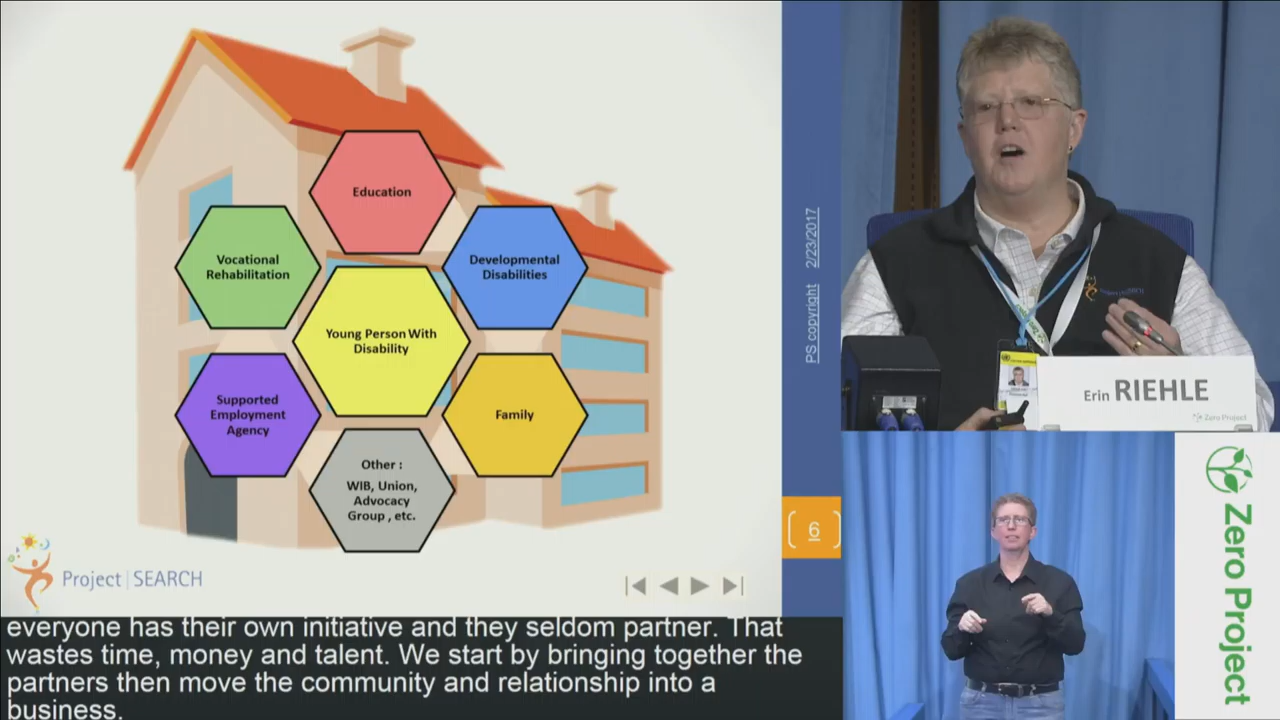 Education
Vocational
Rehabilitation
Developmental
Disabilities
Young Person With
Disability
Supported
Employment
Agency
Family
Other :
WIB, Union,
Advocacy
Group , etc.
Project | SEARCH
PS copyright 2/23/2017
6
Erin RIEHLE
Zero Project
Zero Project
everyone has their own initiative and they seldom partner. That
wastes time, money and talent. We start by bringing together the
partners then move the community and relationship into a
business.